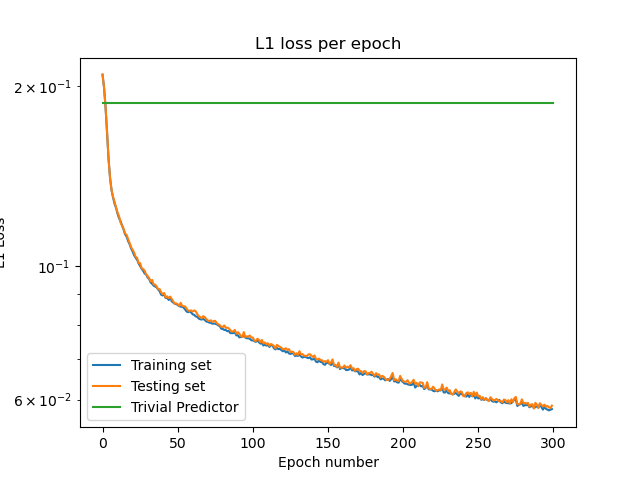 L1 loss per epoch
2 × 10⁻¹
10⁻¹
6 × 10⁻²
L1 Loss
Training set
Testing set
Trivial Predictor
0 50 100 150 200 250 300
Epoch number